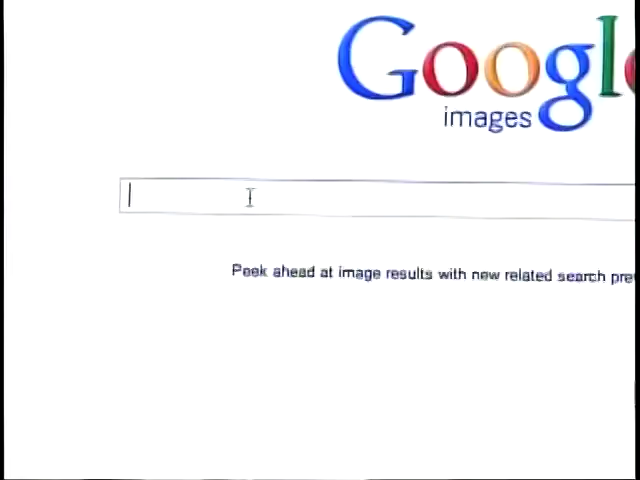 Googl
images
Peek ahead at image results with new related search pre